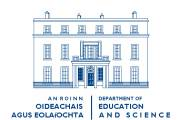 AN ROINN
OIDEACHAIS
AGUS EOLAÍOCHTA
DEPARTMENT OF
EDUCATION
AND SCIENCE